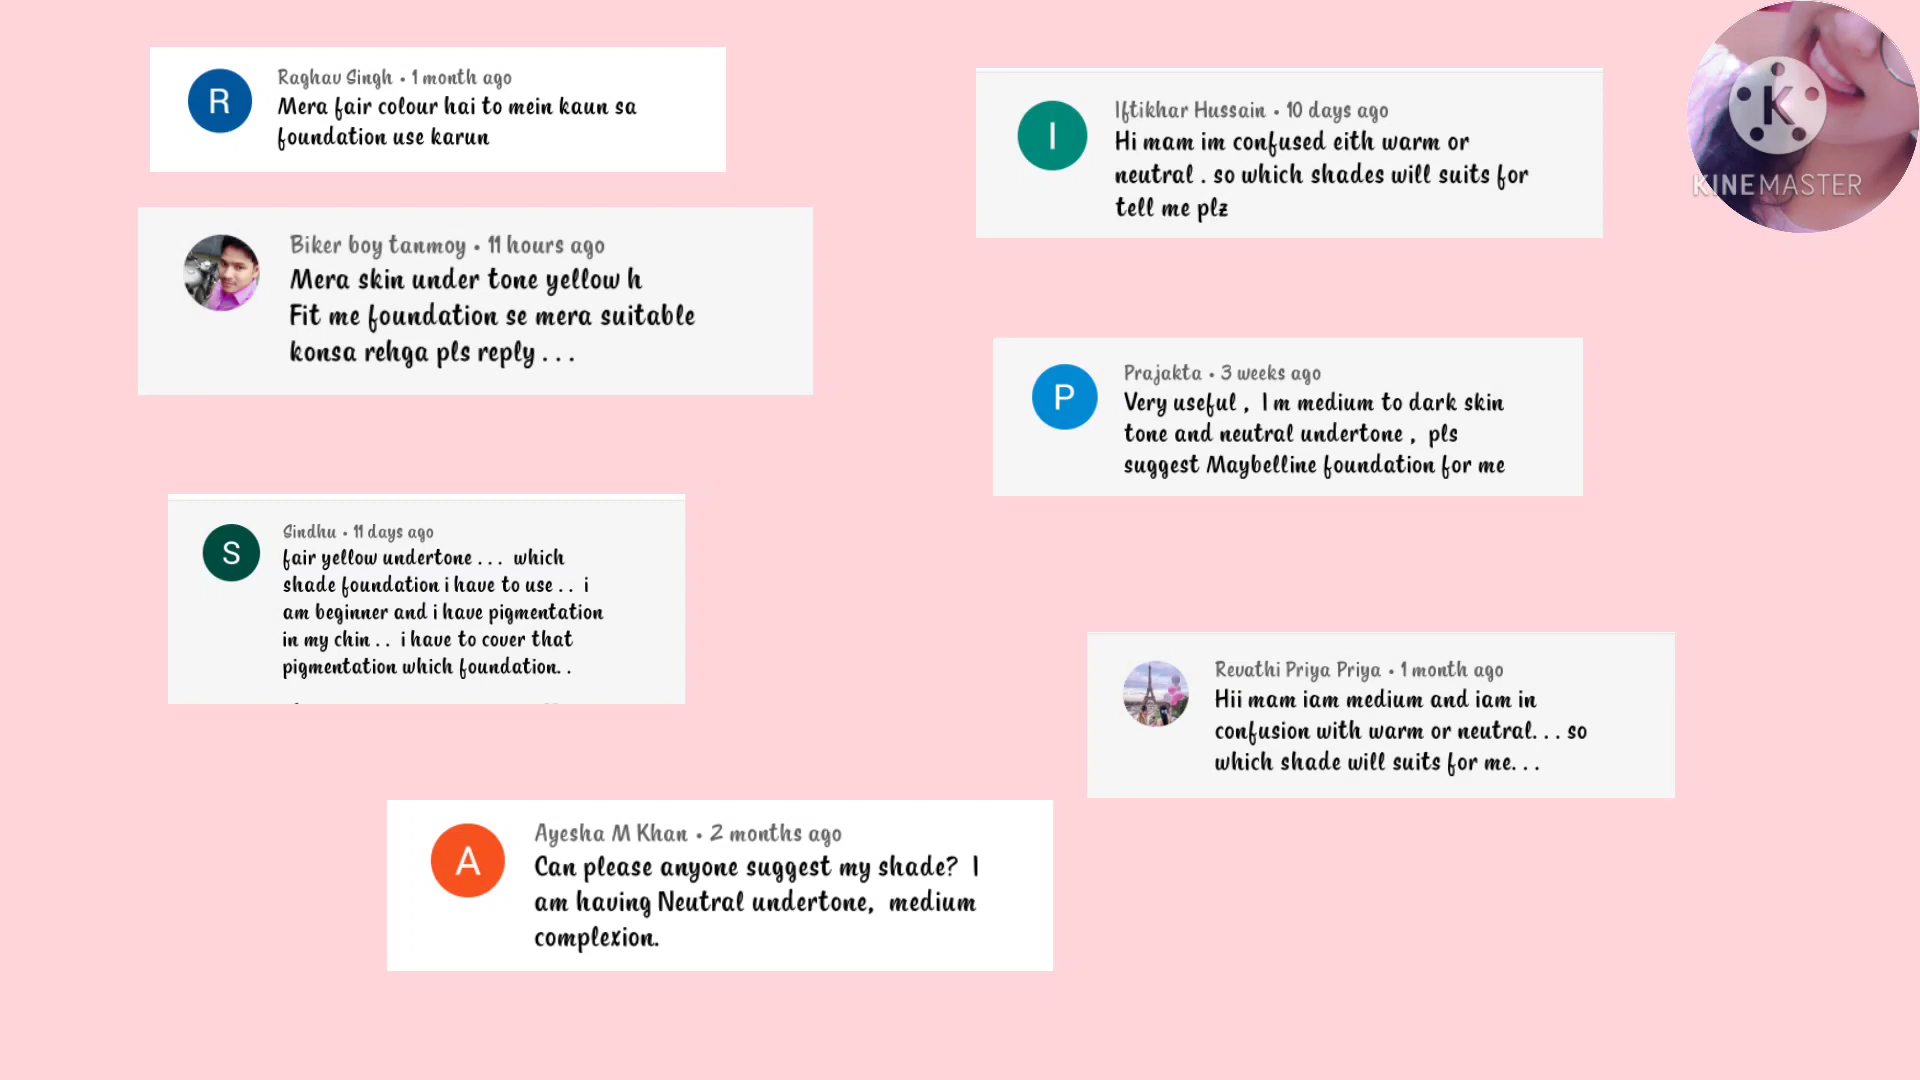 Raghav Singh • 1 month ago
Mera fair colour hai to mein kaun sa
foundation use karun
Biker boy tanmoy • 11 hours ago
Mera skin under tone yellow h
Fit me foundation se mera suitable
konsa rehga pls reply . . .
Sindhu • 11 days ago
fair yellow undertone . . . which
shade foundation i have to use . . i
am beginner and i have pigmentation
in my chin . . i have to cover that
pigmentation which foundation. .
Ayesha M Khan • 2 months ago
Can please anyone suggest my shade? I
am having Neutral undertone, medium
complexion.
Iftikhar Hussain • 10 days ago
Hi mam im confused eith warm or
neutral . so which shades will suits for
tell me plz
Prajakta • 3 weeks ago
Very useful , I m medium to dark skin
tone and neutral undertone , pls
suggest Maybelline foundation for me
Revathi Priya Priya • 1 month ago
Hii mam iam medium and iam in
confusion with warm or neutral. . . so
which shade will suits for me. . .
R
S
A
I
P
K
KINEMASTER